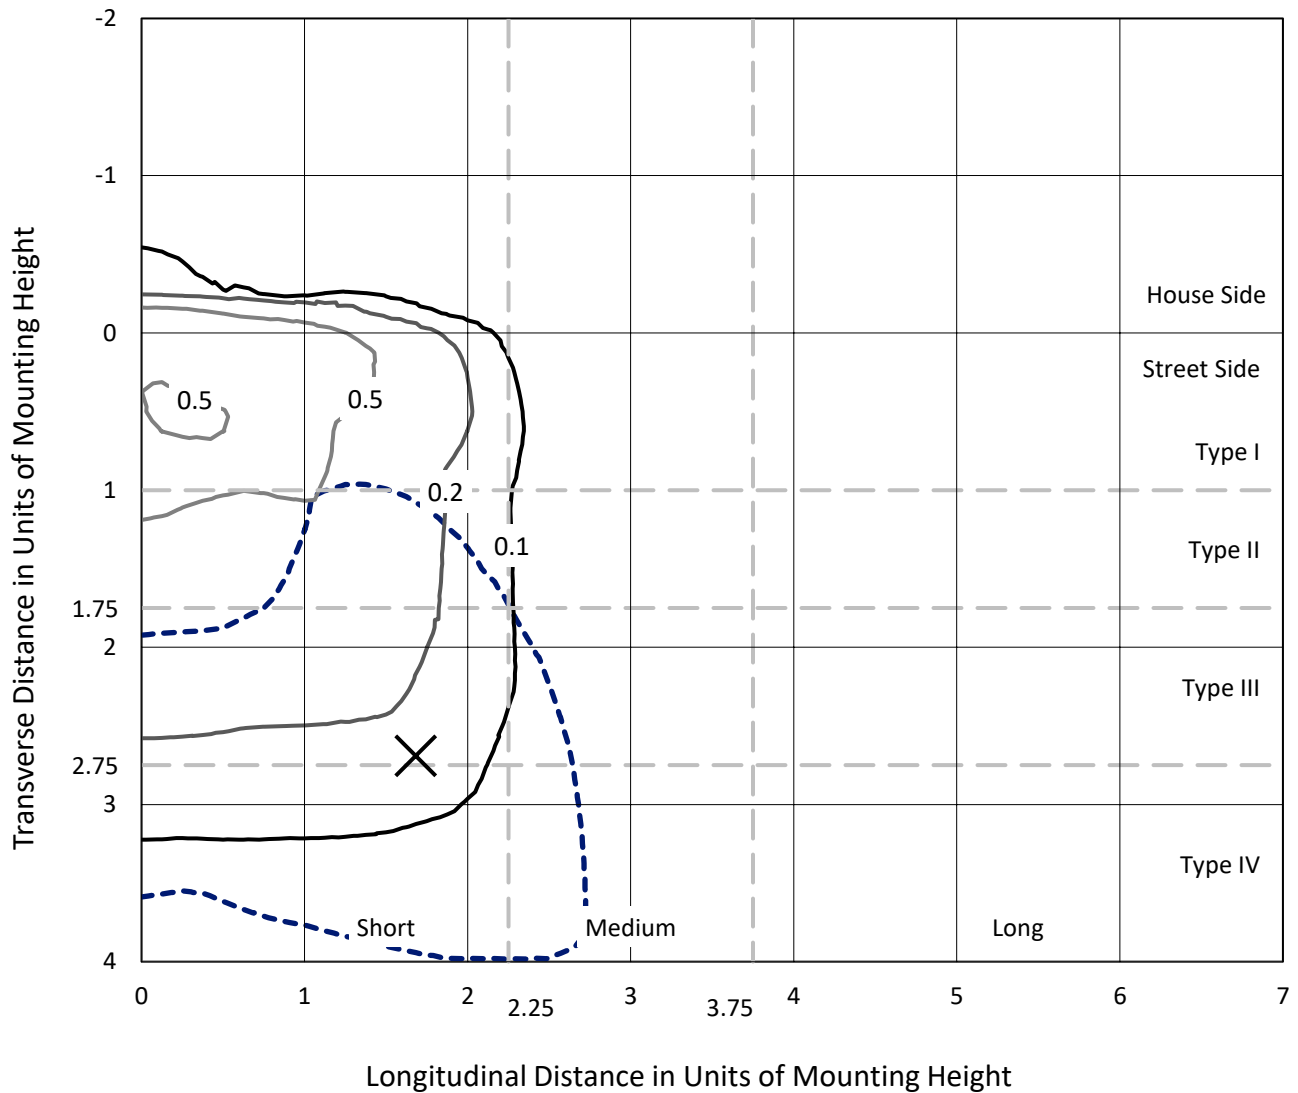 -2
-1
0
1
1.75
2
2.75
3
4
Transverse Distance in Units of Mounting Height
House Side
Street Side
Type I
Type II
Type III
Type IV
0.5
0.5
0.2
0.1
Short
Medium
Long
0
1
2
2.25
3
3.75
4
5
6
7
Longitudinal Distance in Units of Mounting Height